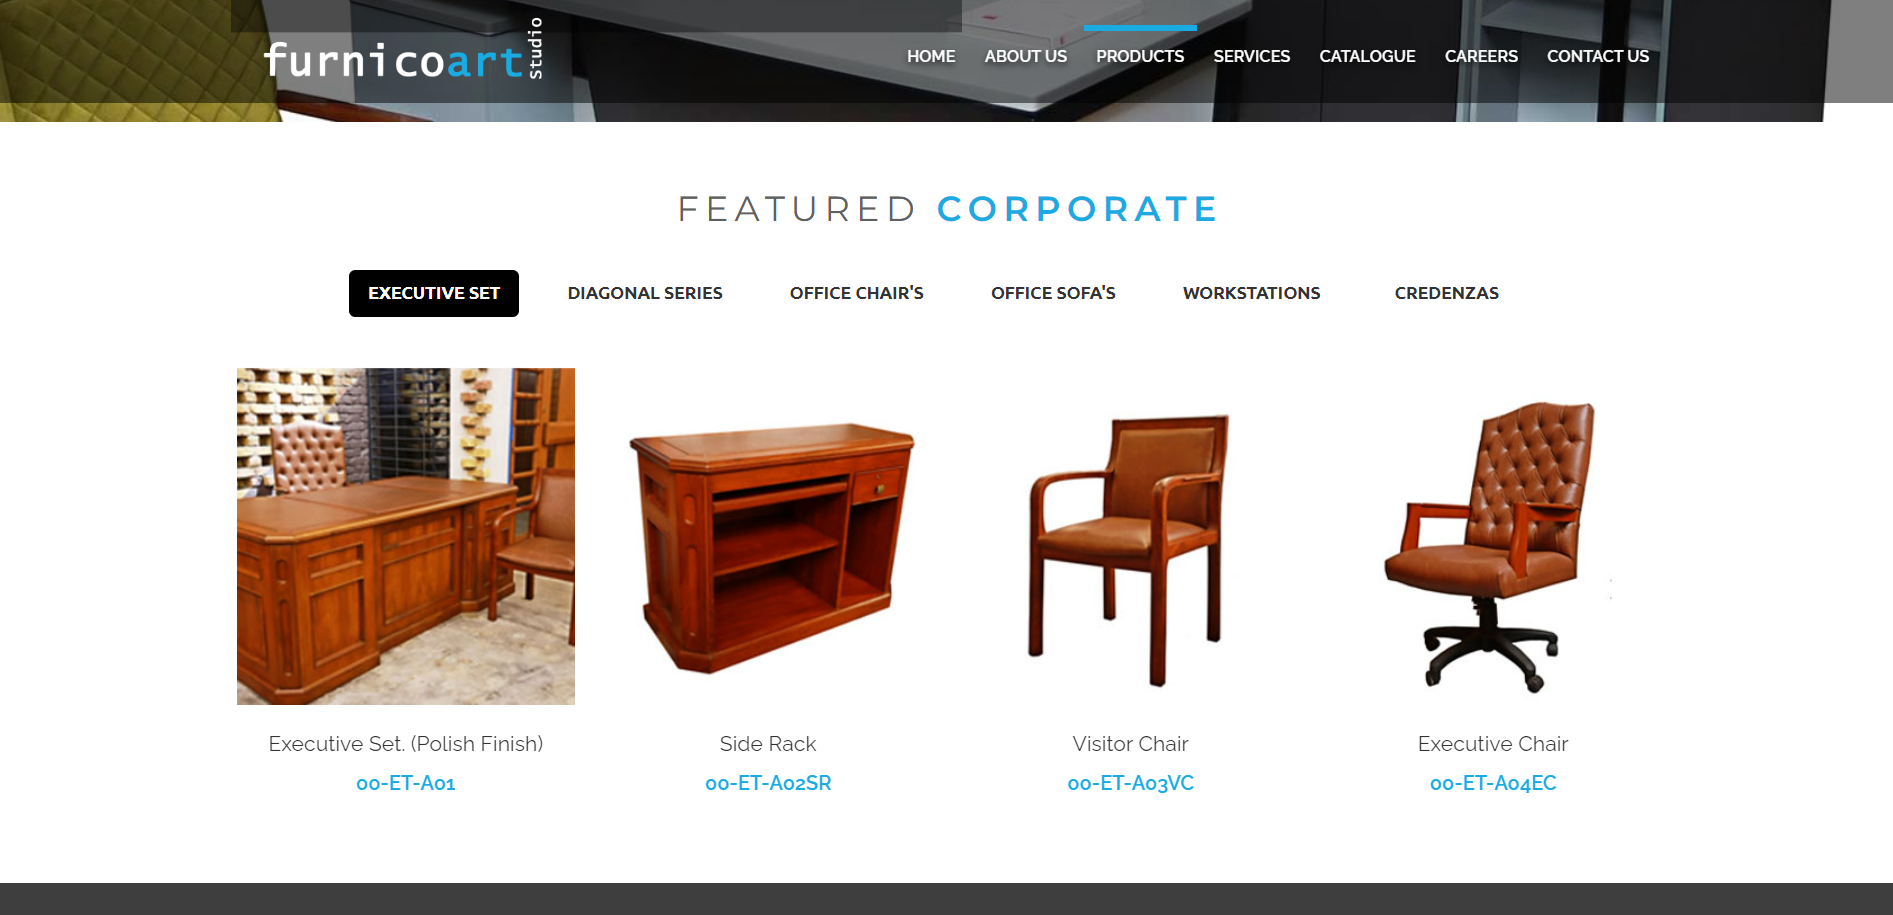 furnicoart studio
HOME ABOUT US PRODUCTS SERVICES CATALOGUE CAREERS CONTACT US
FEATURED CORPORATE
EXECUTIVE SET DIAGONAL SERIES OFFICE CHAIR'S OFFICE SOFA'S WORKSTATIONS CREDENZAS
Executive Set. (Polish Finish) Side Rack Visitor Chair Executive Chair
00-ET-A01 00-ET-A02SR 00-ET-A03VC 00-ET-A04EC